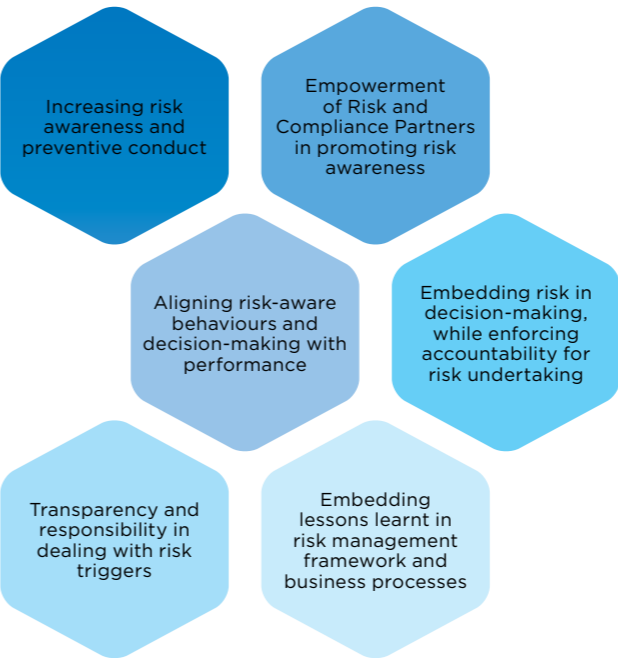 Increasing risk
awareness and
preventive conduct
Empowerment
of Risk and
Compliance Partners
in promoting risk
awareness
Aligning risk-aware
behaviours and
decision-making with
performance
Embedding risk in
decision-making,
while enforcing
accountability for
risk undertaking
Transparency and
responsibility in
dealing with risk
triggers
Embedding
lessons learnt in
risk management
framework and
business processes